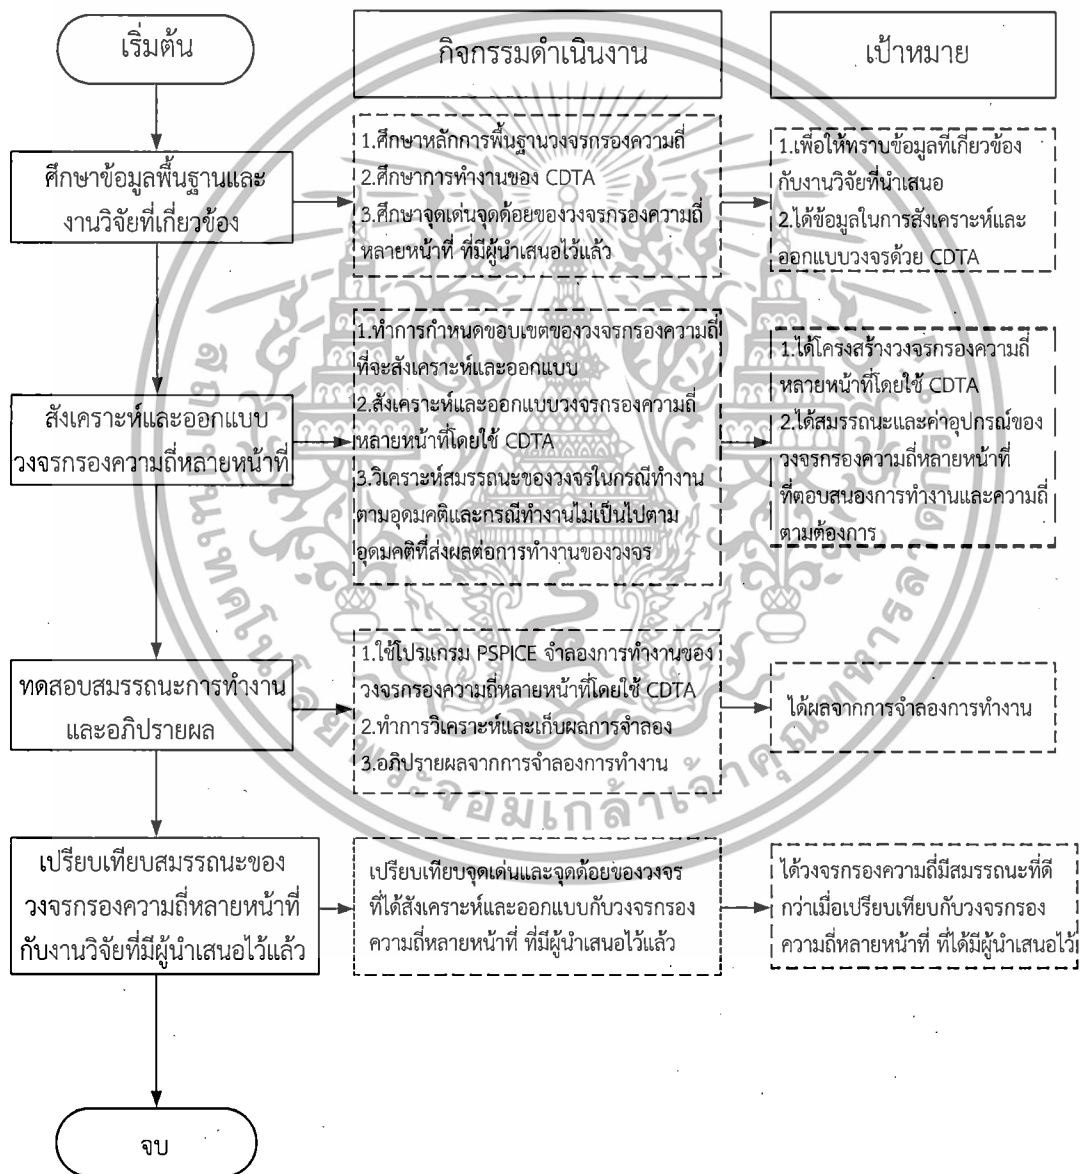 เริ่มต้น
กิจกรรมดำเนินงาน
เป้าหมาย
ศึกษาข้อมูลพื้นฐานและ
งานวิจัยที่เกี่ยวข้อง
1.ศึกษาหลักการพื้นฐานวงจรกรองความถี่
2.ศึกษาการทำงานของ CDTA
3.ศึกษาจุดเด่นจุดด้อยของวงจรกรองความถี่
หลายหน้าที่ ที่มีผู้นำเสนอไว้แล้ว
1.เพื่อให้ทราบข้อมูลที่เกี่ยวข้อง
กับงานวิจัยที่นำเสนอ
2.ได้ข้อมูลในการสังเคราะห์และ
ออกแบบวงจรด้วย CDTA
สังเคราะห์และออกแบบ
วงจรกรองความถี่หลายหน้าที่
1.ทำการกำหนดขอบเขตของวงจรกรองความถี่
ที่จะสังเคราะห์และออกแบบ
2.สังเคราะห์และออกแบบวงจรกรองความถี่
หลายหน้าที่โดยใช้ CDTA
3.วิเคราะห์สมรรถนะของวงจรในกรณีทำงาน
ตามอุดมคติและกรณีทำงานไม่เป็นไปตาม
อุดมคติที่ส่งผลต่อการทำงานของวงจร
1.ได้โครงสร้างวงจรกรองความถี่
หลายหน้าที่โดยใช้ CDTA
2.ได้สมรรถนะและค่าอุปกรณ์ของ
วงจรกรองความถี่หลายหน้าที่
ที่ตอบสนองการทำงานและความถี่
ตามต้องการ
ทดสอบสมรรถนะการทำงาน
และอภิปรายผล
1.ใช้โปรแกรม PSPICE จำลองการทำงานของ
วงจรกรองความถี่หลายหน้าที่โดยใช้ CDTA
2.ทำการวิเคราะห์และเก็บผลการจำลอง
3.อภิปรายผลจากการจำลองการทำงาน
ได้ผลจากการจำลองการทำงาน
เปรียบเทียบสมรรถนะของ
วงจรกรองความถี่หลายหน้าที่
กับงานวิจัยที่มีผู้นำเสนอไว้แล้ว
เปรียบเทียบจุดเด่นและจุดด้อยของวงจร
ที่ได้สังเคราะห์และออกแบบกับวงจรกรอง
ความถี่หลายหน้าที่ ที่มีผู้นำเสนอไว้แล้ว
ได้วงจรกรองความถี่มีสมรรถนะที่ดี
กว่าเมื่อเปรียบเทียบกับวงจรกรอง
ความถี่หลายหน้าที่ ที่ได้มีผู้นำเสนอไว้
จบ
สถาบันเทคโนโลยีพระจอมเกล้าเจ้าคุณทหารลาดกระบัง